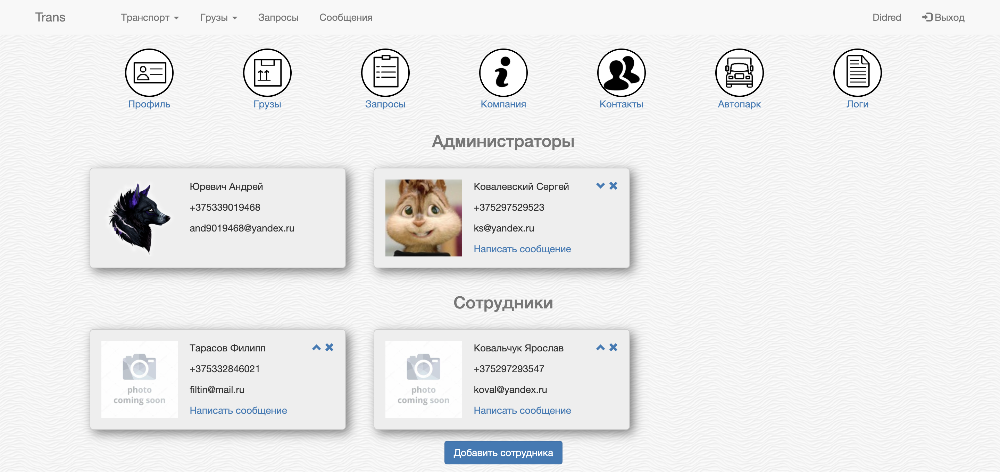 Trans Транспорт Грузы Запросы Сообщения Didred Выход
Профиль Грузы Запросы Компания Контакты Автопарк Логи
Администраторы
Юревич Андрей
+375339019468
and9019468@yandex.ru
Ковалевский Сергей
+375297529523
ks@yandex.ru
Написать сообщение
Сотрудники
photo
coming soon
Тарасов Филипп
+375332846021
filtin@mail.ru
Написать сообщение
photo
coming soon
Ковальчук Ярослав
+375297293547
koval@yandex.ru
Написать сообщение
Добавить сотрудника